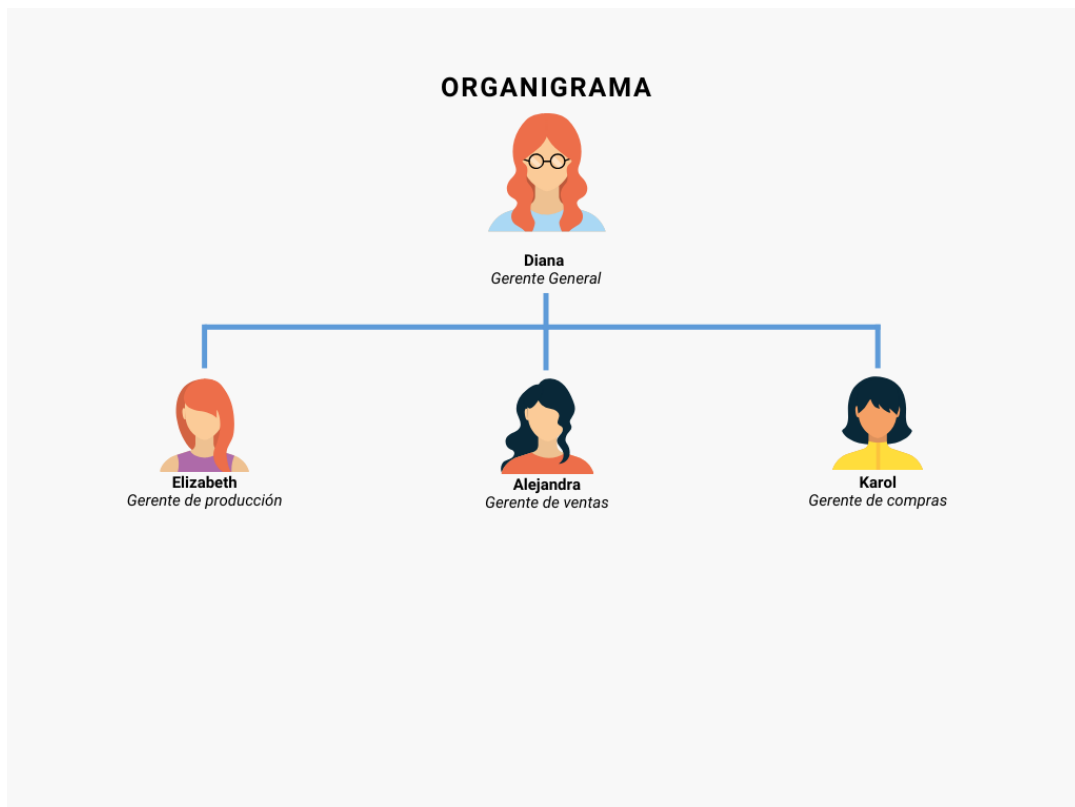 ORGANIGRAMA
Diana
Gerente General
Elizabeth
Gerente de producción
Alejandra
Gerente de ventas
Karol
Gerente de compras